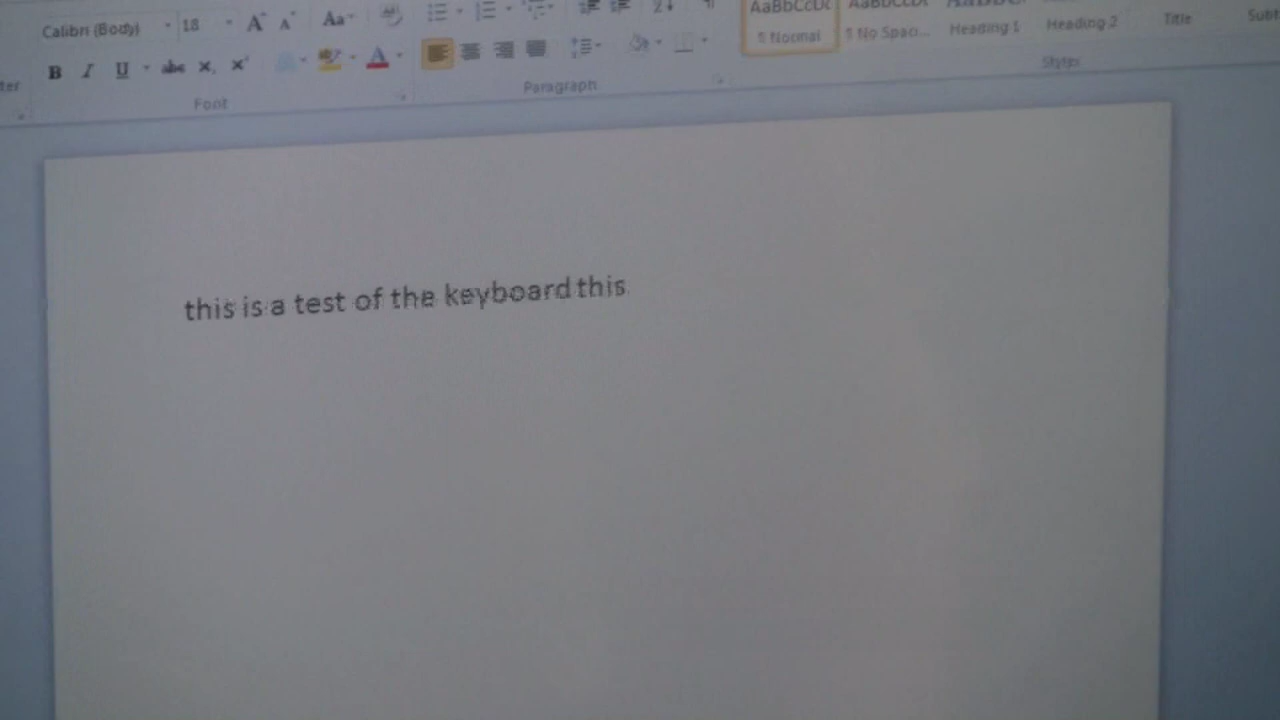 Calibri (Body) 18 A A Aa
AaBbCcDc AaBbCcDc
¶ Normal ¶ No Spaci... Heading 1 Heading 2 Title
B I U abc x, x A
Font Paragraph Styles
this is a test of the keyboard this